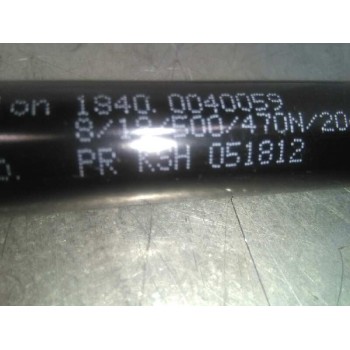 on 1840.0040059
8/18/500/470N/20
o. PR KSH 051812